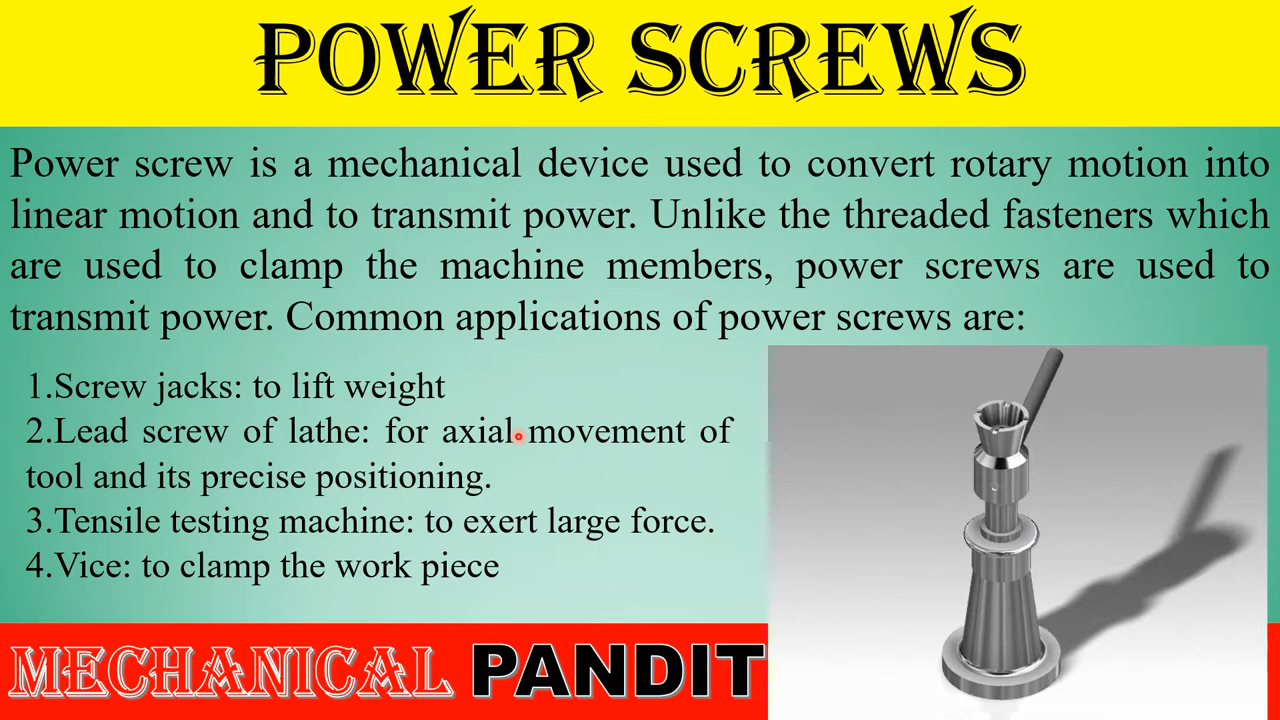 POWER SCREWS
Power screw is a mechanical device used to convert rotary motion into
linear motion and to transmit power. Unlike the threaded fasteners which
are used to clamp the machine members, power screws are used to
transmit power. Common applications of power screws are:
1.Screw jacks: to lift weight
2.Lead screw of lathe: for axial movement of
tool and its precise positioning.
3.Tensile testing machine: to exert large force.
4.Vice: to clamp the work piece
MECHANICAL PANDIT